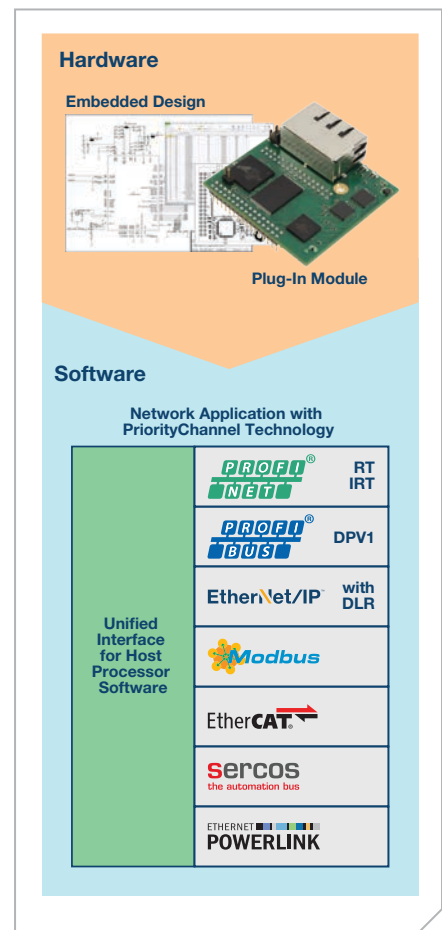 Hardware
Embedded Design
Plug-In Module
Software
Network Application with
PriorityChannel Technology
Unified
Interface
for Host
Processor
Software
PROFI®
NET
RT
IRT
PROFI®
BUS
DPV1
EtherNet/IP™
with
DLR
Modbus
EtherCAT®
sercos
the automation bus
ETHERNET
POWERLINK